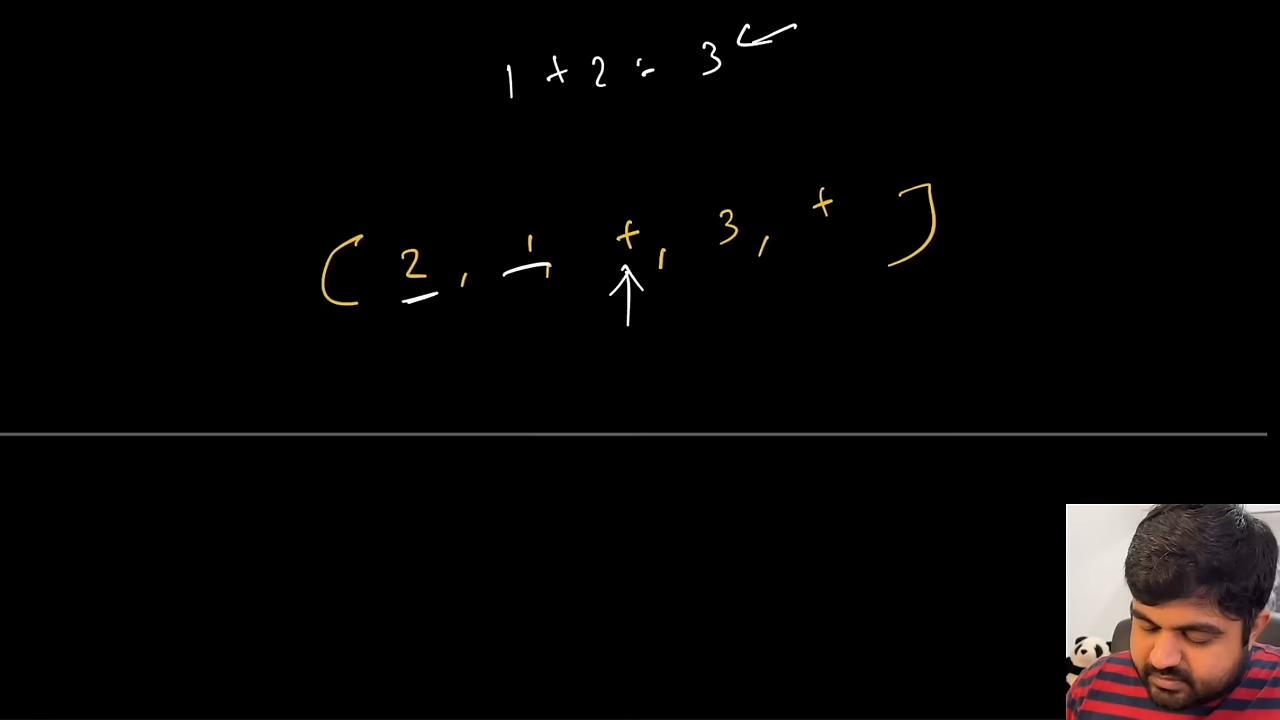 1 + 2 = 3
[ 2, 1, +, 3, + ]